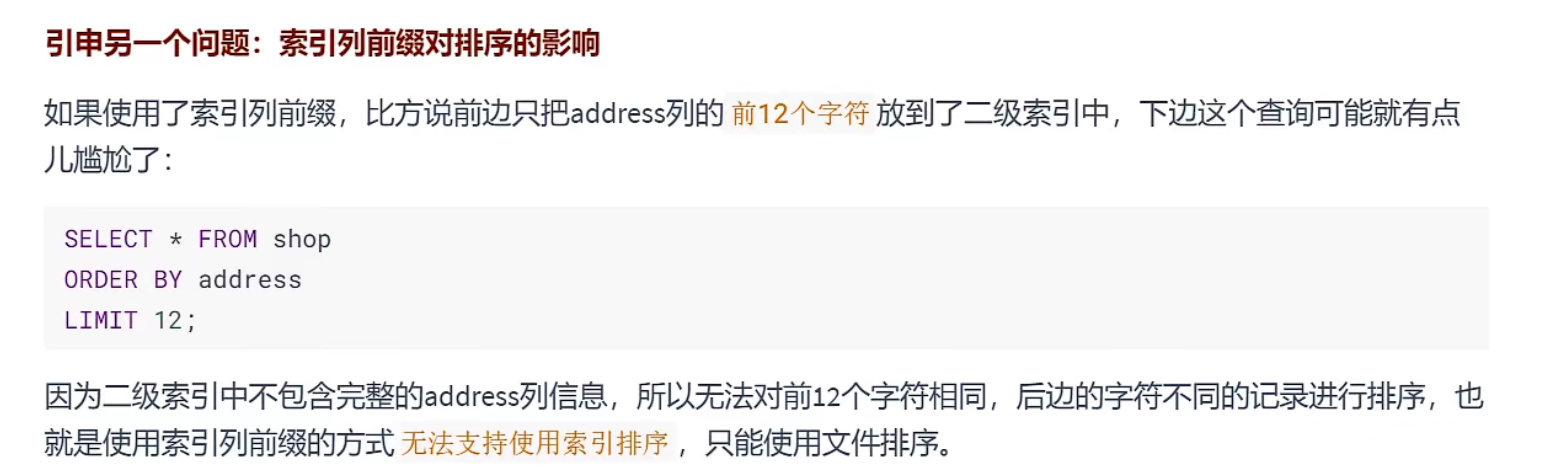 引申另一个问题：索引列前缀对排序的影响
如果使用了索引列前缀，比方说前边只把address列的 前12个字符 放到了二级索引中，下边这个查询可能就有点
儿尴尬了：
SELECT * FROM shop
ORDER BY address
LIMIT 12;
因为二级索引中不包含完整的address列信息，所以无法对前12个字符相同，后边的字符不同的记录进行排序，也
就是使用索引列前缀的方式 无法支持使用索引排序 ，只能使用文件排序。